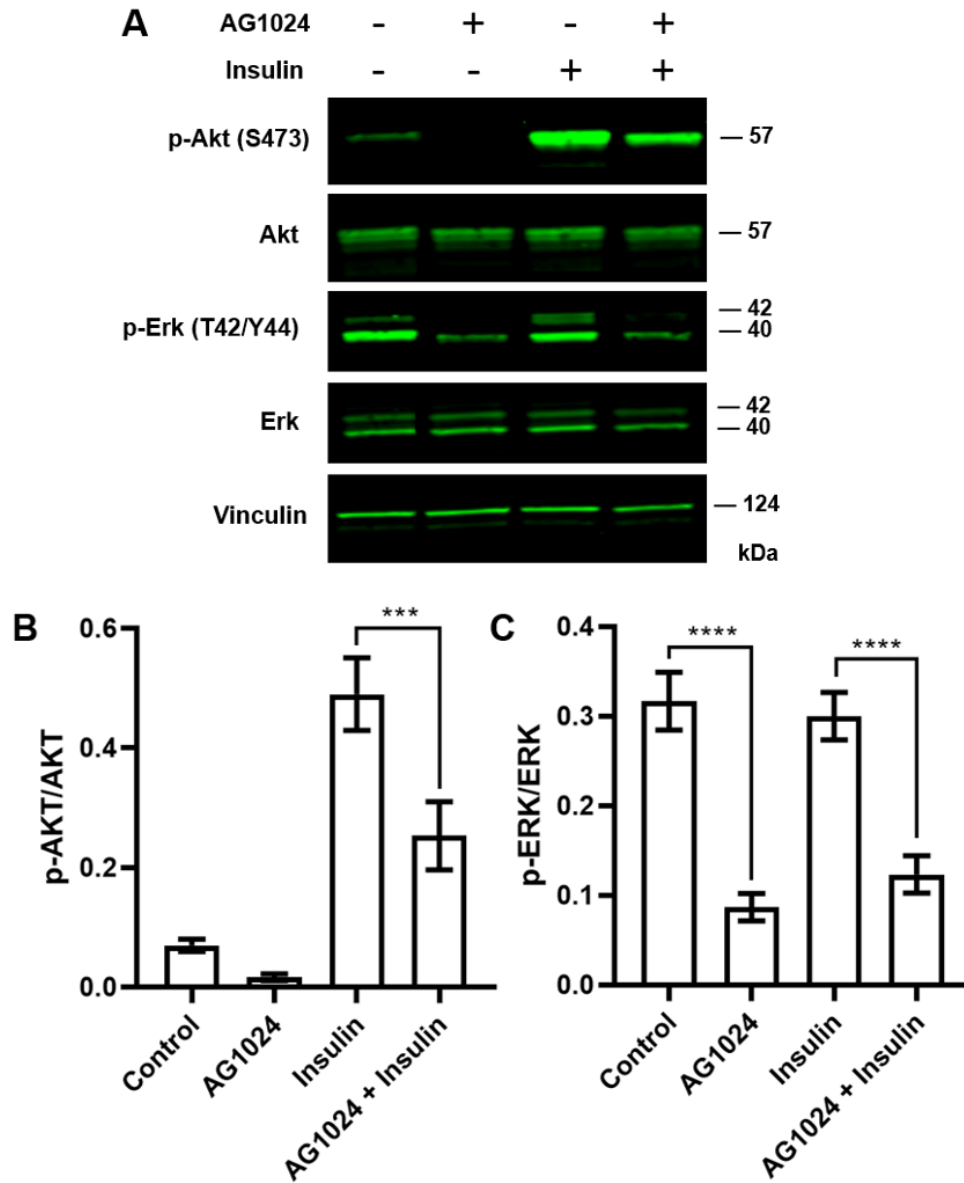 A AG1024 - + - +
Insulin - - + +
p-Akt (S473) — 57
Akt — 57
p-Erk (T42/Y44) — 42
— 40
Erk — 42
— 40
Vinculin — 124
kDa
B
p-AKT/AKT
0.6
0.4
0.2
0.0
***
Control
AG1024
Insulin
AG1024 + Insulin
C
p-ERK/ERK
0.4
0.3
0.2
0.1
0.0
****
****
Control
AG1024
Insulin
AG1024 + Insulin